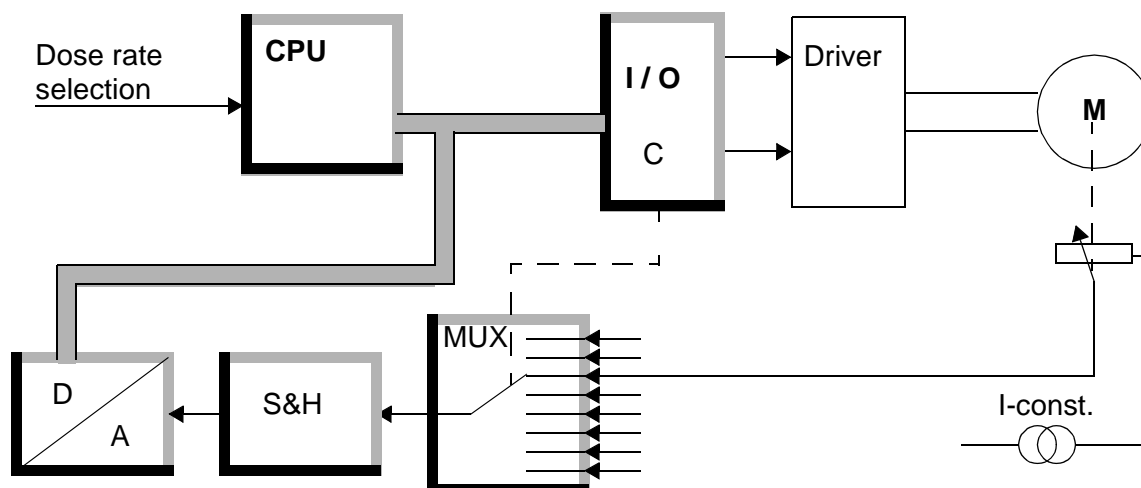 Dose rate
selection
CPU
I / O
C
Driver
M
MUX
D
A
S&H
I-const.